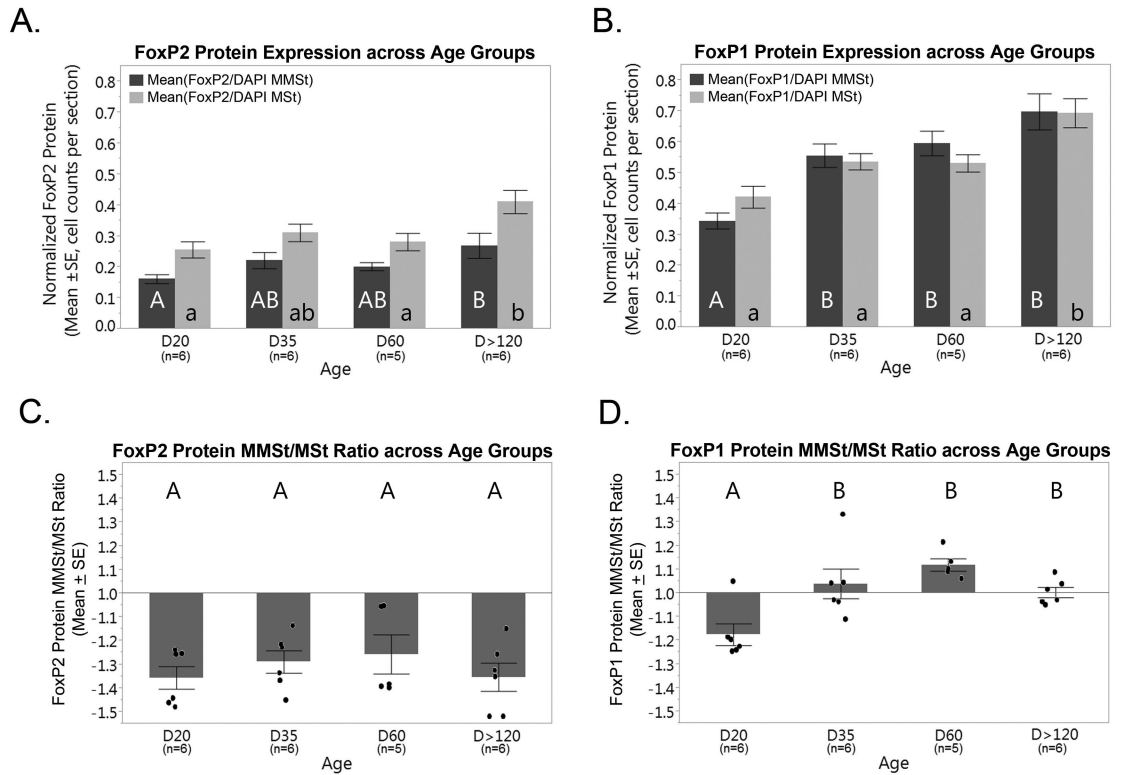 A.
FoxP2 Protein Expression across Age Groups
Normalized FoxP2 Protein
(Mean ±SE, cell counts per section)
0.8
0.7
0.6
0.5
0.4
0.3
0.2
0.1
0.0
Mean(FoxP2/DAPI MMSt)
Mean(FoxP2/DAPI MSt)
A a AB ab AB a B b
D20 D35 D60 D>120
(n=6) (n=6) (n=5) (n=6)
Age
B.
FoxP1 Protein Expression across Age Groups
Normalized FoxP1 Protein
(Mean ±SE, cell counts per section)
0.8
0.7
0.6
0.5
0.4
0.3
0.2
0.1
0.0
Mean(FoxP1/DAPI MMSt)
Mean(FoxP1/DAPI MSt)
A a B a B a B b
D20 D35 D60 D>120
(n=6) (n=6) (n=5) (n=6)
Age
C.
FoxP2 Protein MMSt/MSt Ratio across Age Groups
FoxP2 Protein MMSt/MSt Ratio
(Mean ± SE)
1.5
1.4
1.3
1.2
1.1
1.0
-1.1
-1.2
-1.3
-1.4
-1.5
A A A A
D20 D35 D60 D>120
(n=6) (n=6) (n=5) (n=6)
Age
D.
FoxP1 Protein MMSt/MSt Ratio across Age Groups
FoxP1 Protein MMSt/MSt Ratio
(Mean ± SE)
1.5
1.4
1.3
1.2
1.1
1.0
-1.1
-1.2
-1.3
-1.4
-1.5
A B B B
D20 D35 D60 D>120
(n=6) (n=6) (n=5) (n=6)
Age